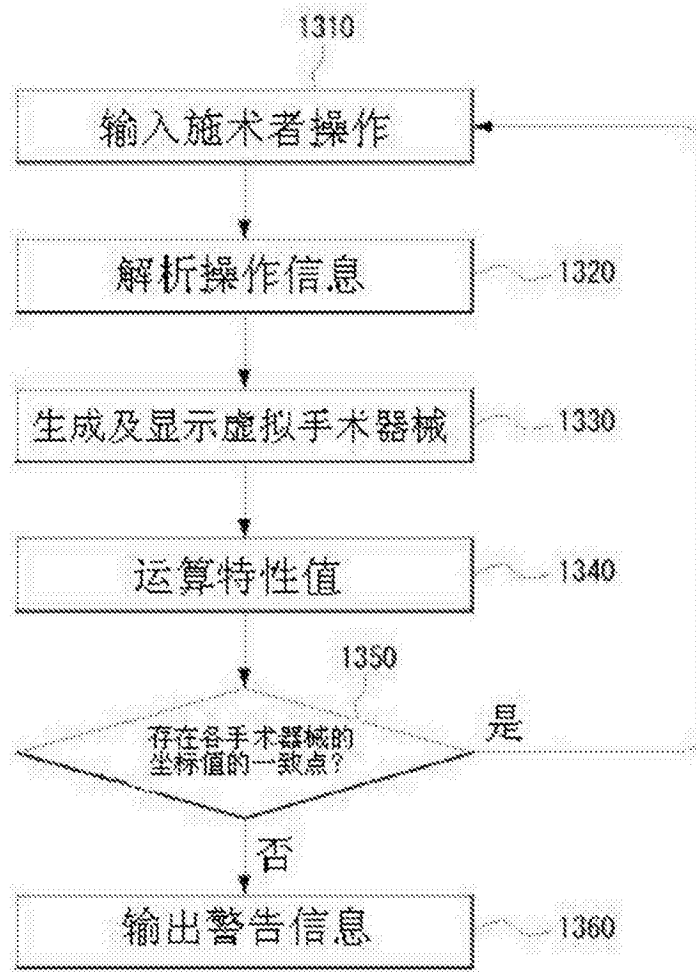 1310
输入施术者操作
解析操作信息
1320
生成及显示虚拟手术器械
1330
运算特性值
1340
1350
存在各手术器械的
坐标值的一致点?
是
否
输出警告信息
1360